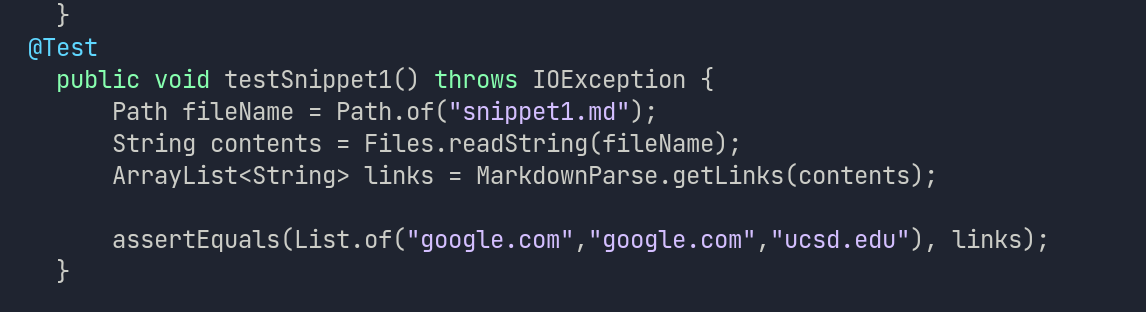 }
@Test
public void testSnippet1() throws IOException {
Path fileName = Path.of("snippet1.md");
String contents = Files.readString(fileName);
ArrayList<String> links = MarkdownParse.getLinks(contents);
assertEquals(List.of("google.com","google.com","ucsd.edu"), links);
}